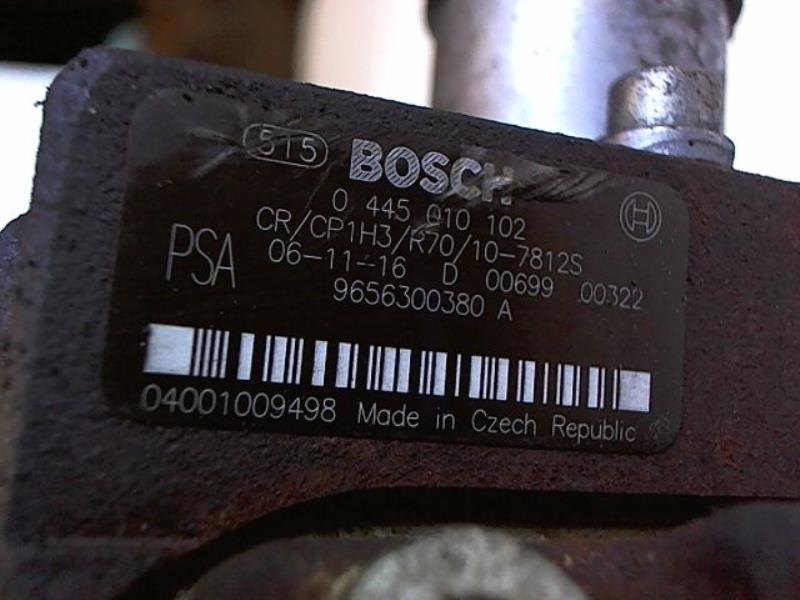 515 BOSCH
0 445 010 102
CR/CP1H3/R70/10-7812S
PSA 06-11-16 D 00699 00322
9656300380 A
04001009498 Made in Czech Republic